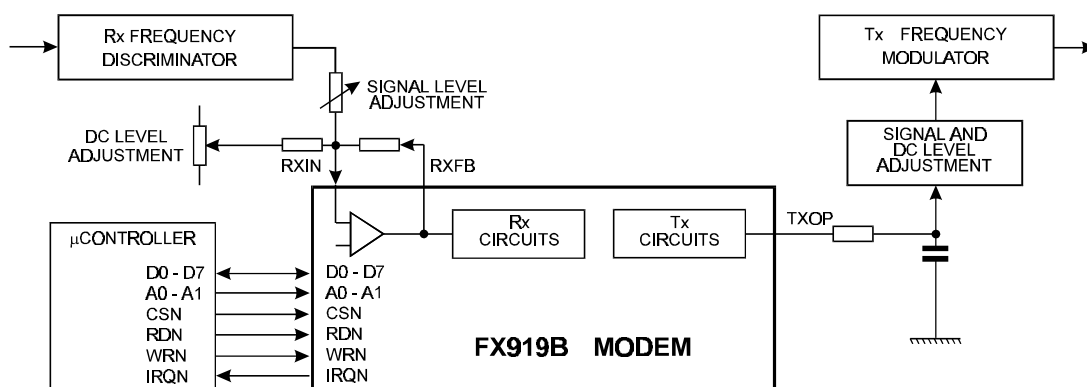 Rx FREQUENCY
DISCRIMINATOR
Tx FREQUENCY
MODULATOR
SIGNAL LEVEL
ADJUSTMENT
DC LEVEL
ADJUSTMENT
RXIN
RXFB
SIGNAL AND
DC LEVEL
ADJUSTMENT
µCONTROLLER
Rx
CIRCUITS
Tx
CIRCUITS
TXOP
D0 - D7
A0 - A1
CSN
RDN
WRN
IRQN
D0 - D7
A0 - A1
CSN
RDN
WRN
IRQN
FX919B MODEM